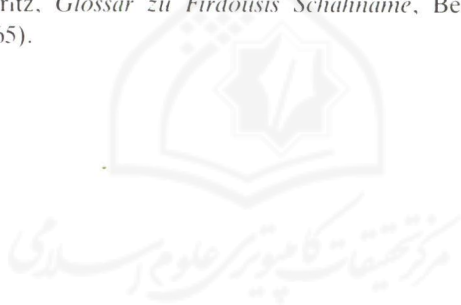 ritz, Glossar zu Firdousis Schahname, Be
55).
مرکز تحقیقات کامپیوتری علوم اسلامی